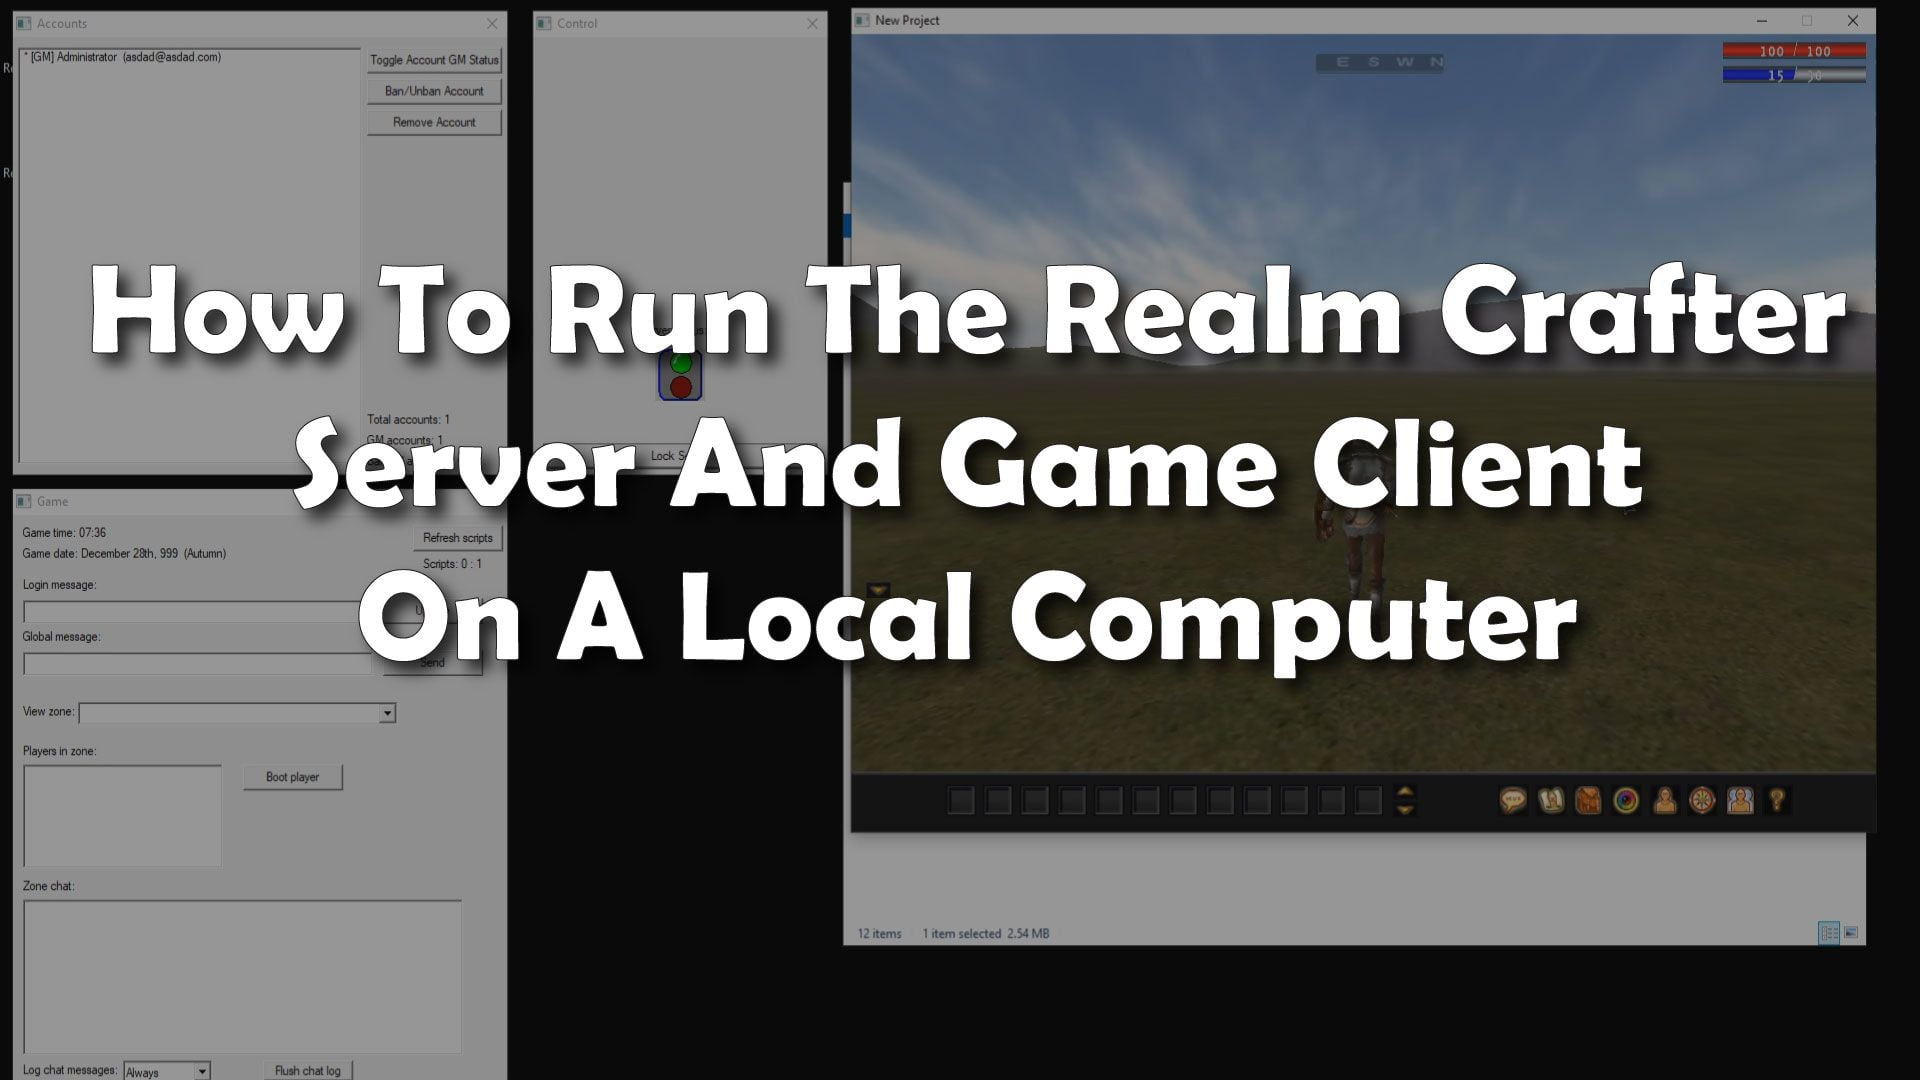 Accounts
* [GM] Administrator (asdad@asdad.com)
Toggle Account GM Status
Ban/Unban Account
Remove Account
Total accounts: 1
GM accounts: 1
Control
New Project
E S W N
100 / 100
15 / 30
How To Run The Realm Crafter
Server And Game Client
On A Local Computer
Lock
Game
Game time: 07:36
Game date: December 28th, 999 (Autumn)
Refresh scripts
Scripts: 0 : 1
Login message:
Global message:
Send
View zone:
Players in zone:
Boot player
Zone chat:
Log chat messages: Always
Flush chat log
12 items 1 item selected 2.54 MB